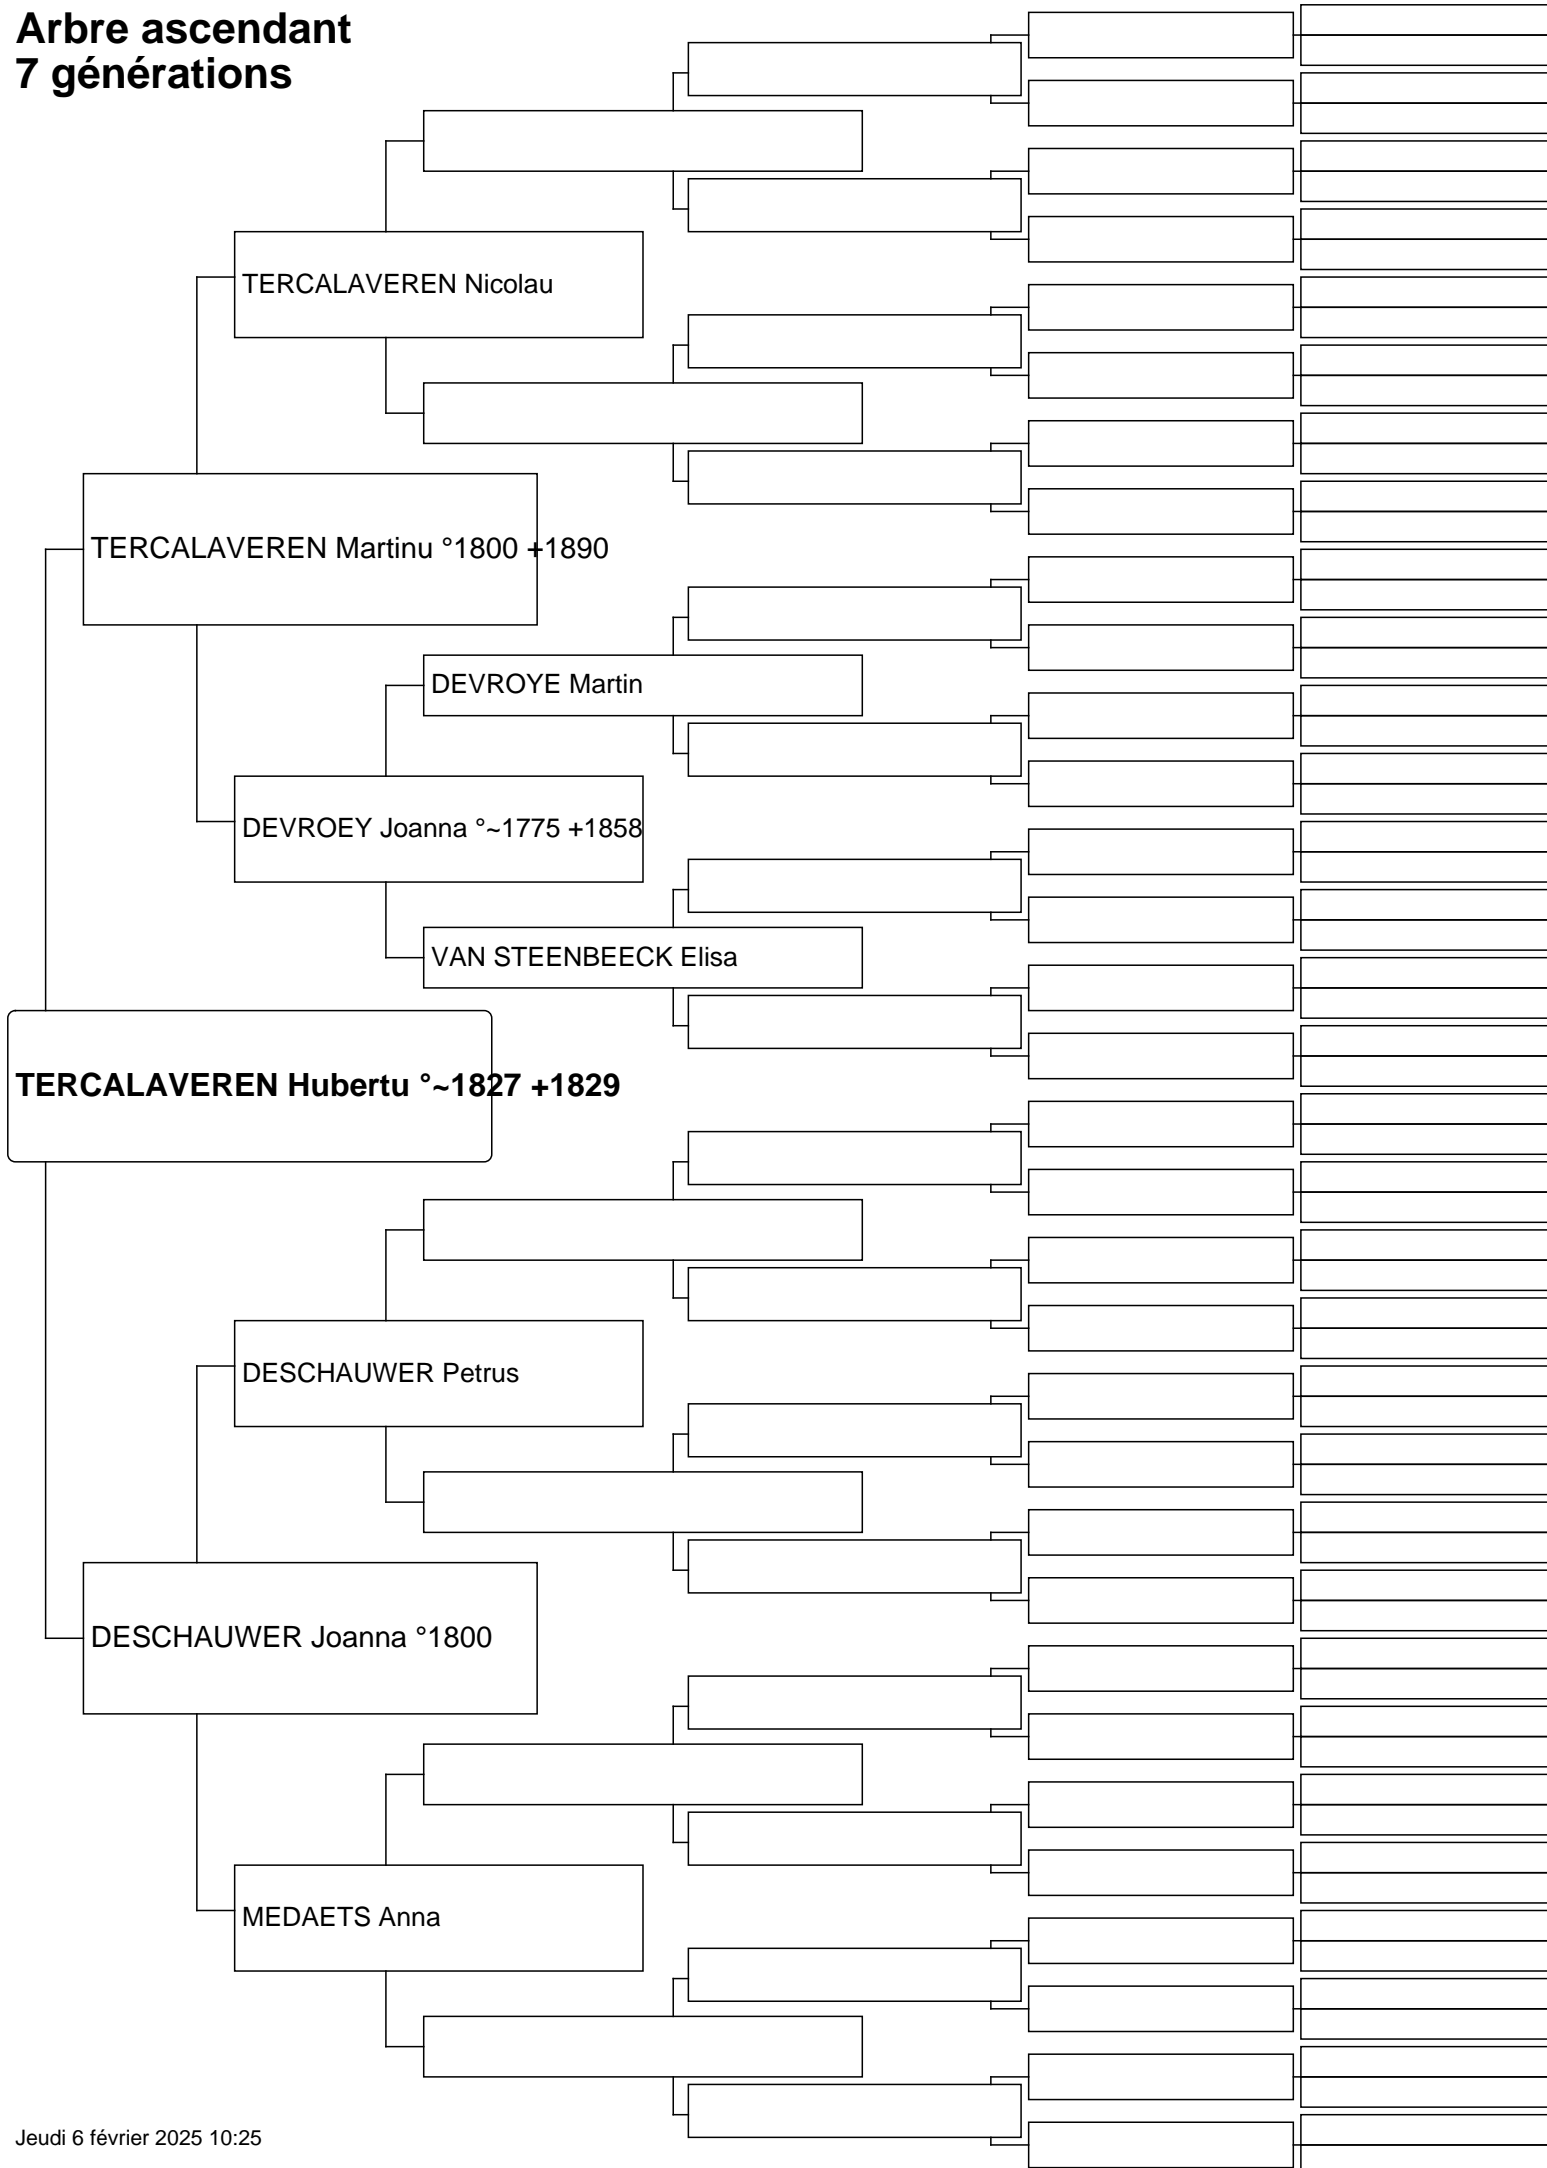 Arbre ascendant
7 générations
TERCALAVEREN Nicolau
TERCALAVEREN Martinu °1800 +1890
DEVROYE Martin
DEVROEY Joanna °~1775 +1858
VAN STEENBEECK Elisa
TERCALAVEREN Hubertu °~1827 +1829
DESCHAUWER Petrus
DESCHAUWER Joanna °1800
MEDAETS Anna
Jeudi 6 février 2025 10:25